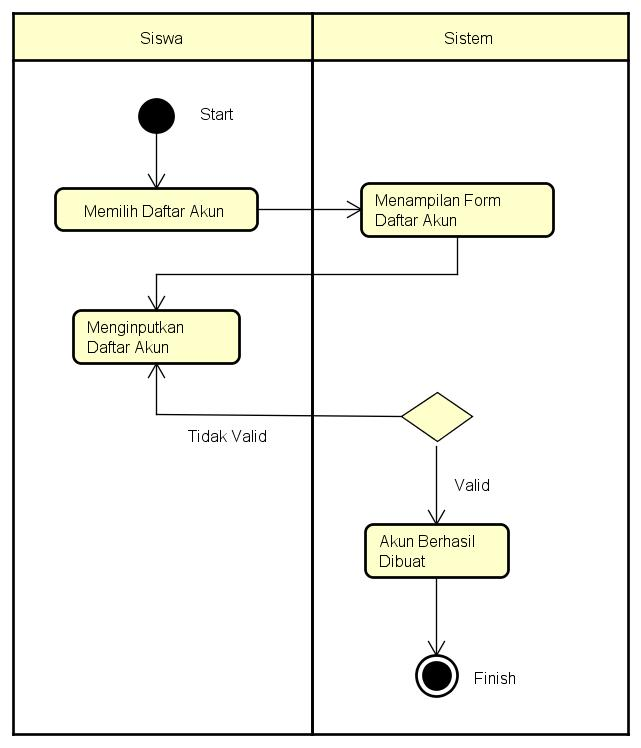 Siswa
Sistem
Start
Memilih Daftar Akun
Menampilan Form
Daftar Akun
Menginputkan
Daftar Akun
Tidak Valid
Valid
Akun Berhasil
Dibuat
Finish